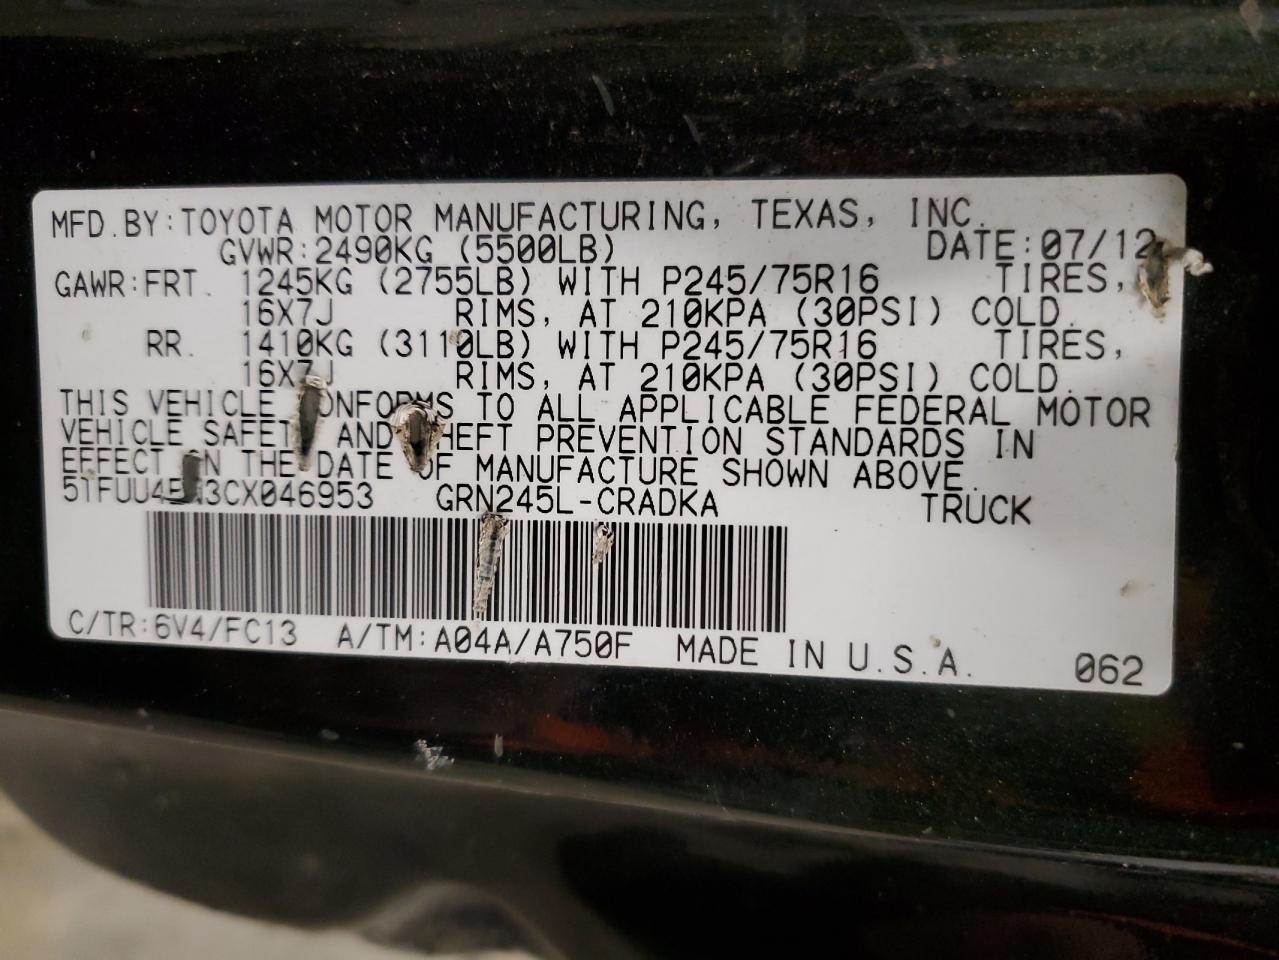 MFD. BY: TOYOTA MOTOR MANUFACTURING, TEXAS, INC.
GVWR: 2490KG (5500LB) DATE: 07/12
GAWR: FRT. 1245KG (2755LB) WITH P245/75R16 TIRES,
16X7J RIMS, AT 210KPA (30PSI) COLD.
RR. 1410KG (3110LB) WITH P245/75R16 TIRES,
16X7J RIMS, AT 210KPA (30PSI) COLD.
THIS VEHICLE CONFORMS TO ALL APPLICABLE FEDERAL MOTOR
VEHICLE SAFETY AND THEFT PREVENTION STANDARDS IN
EFFECT ON THE DATE OF MANUFACTURE SHOWN ABOVE.
GRN245L-CRADKA TRUCK
C/TR: 6V4/FC13 A/TM: A04A/A750F MADE IN U.S.A. 062